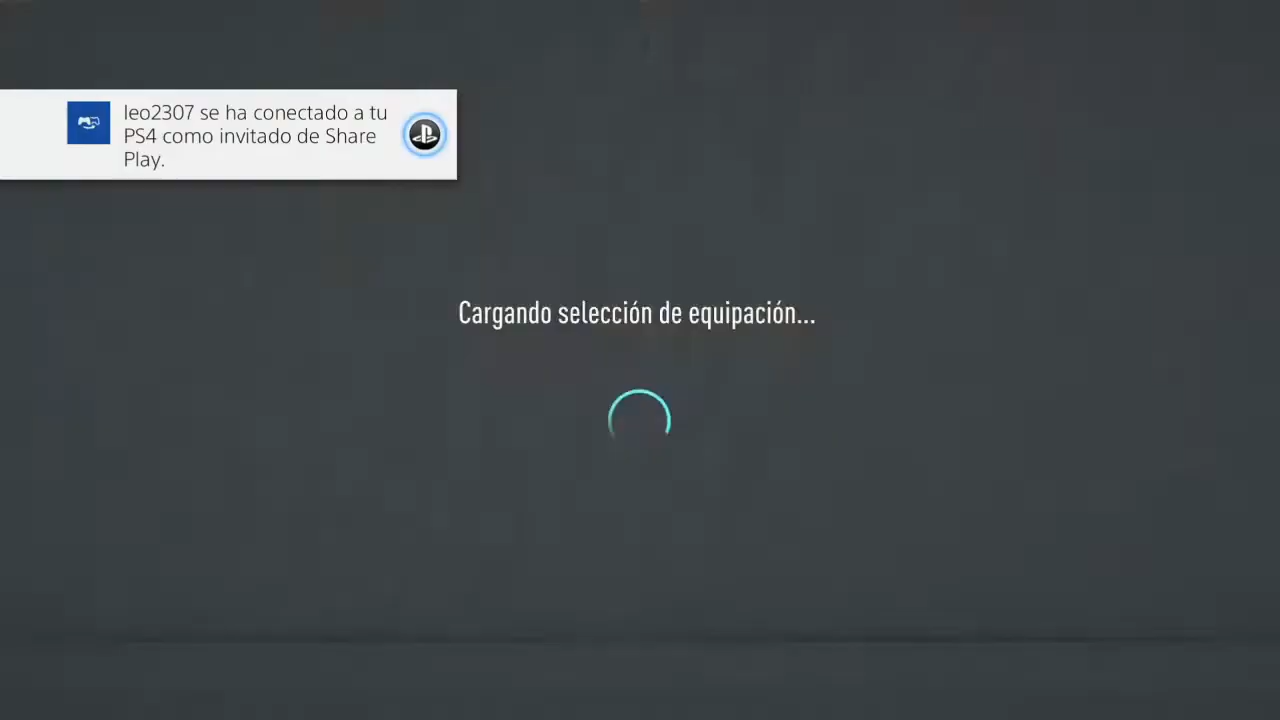 leo2307 se ha conectado a tu
PS4 como invitado de Share
Play.
Cargando selección de equipación...